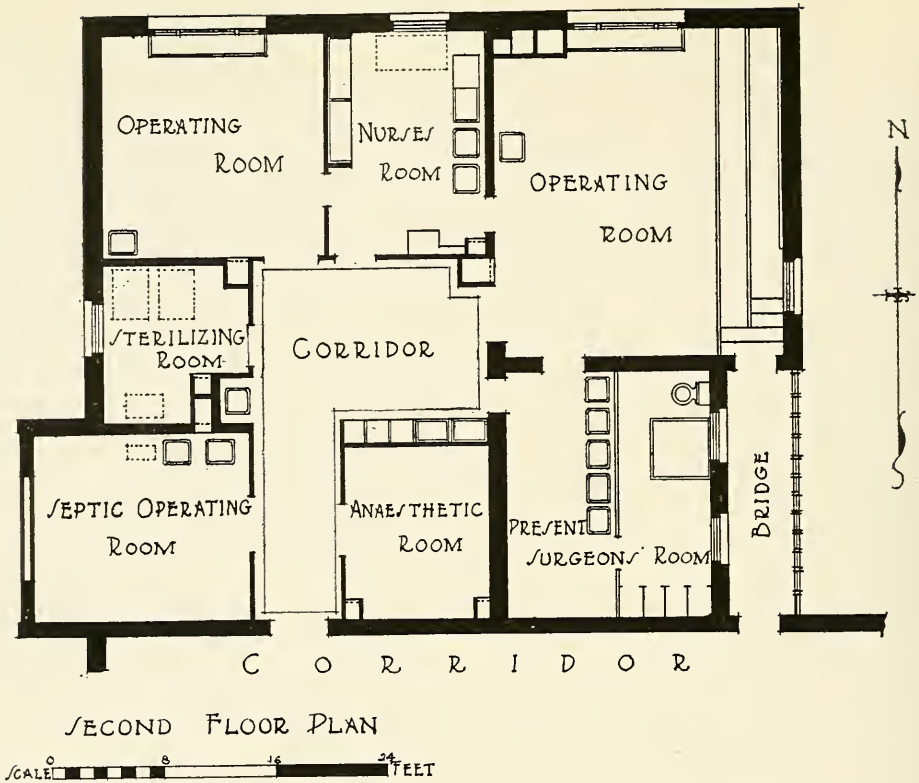 OPERATING
ROOM
NURSES
ROOM
OPERATING
ROOM
N
STERILIZING
ROOM
CORRIDOR
SEPTIC OPERATING
ROOM
ANAESTHETIC
ROOM
PRESENT
SURGEONS' ROOM
BRIDGE
S
CORRIDOR
SECOND FLOOR PLAN
SCALE 0 8 16 24 FEET